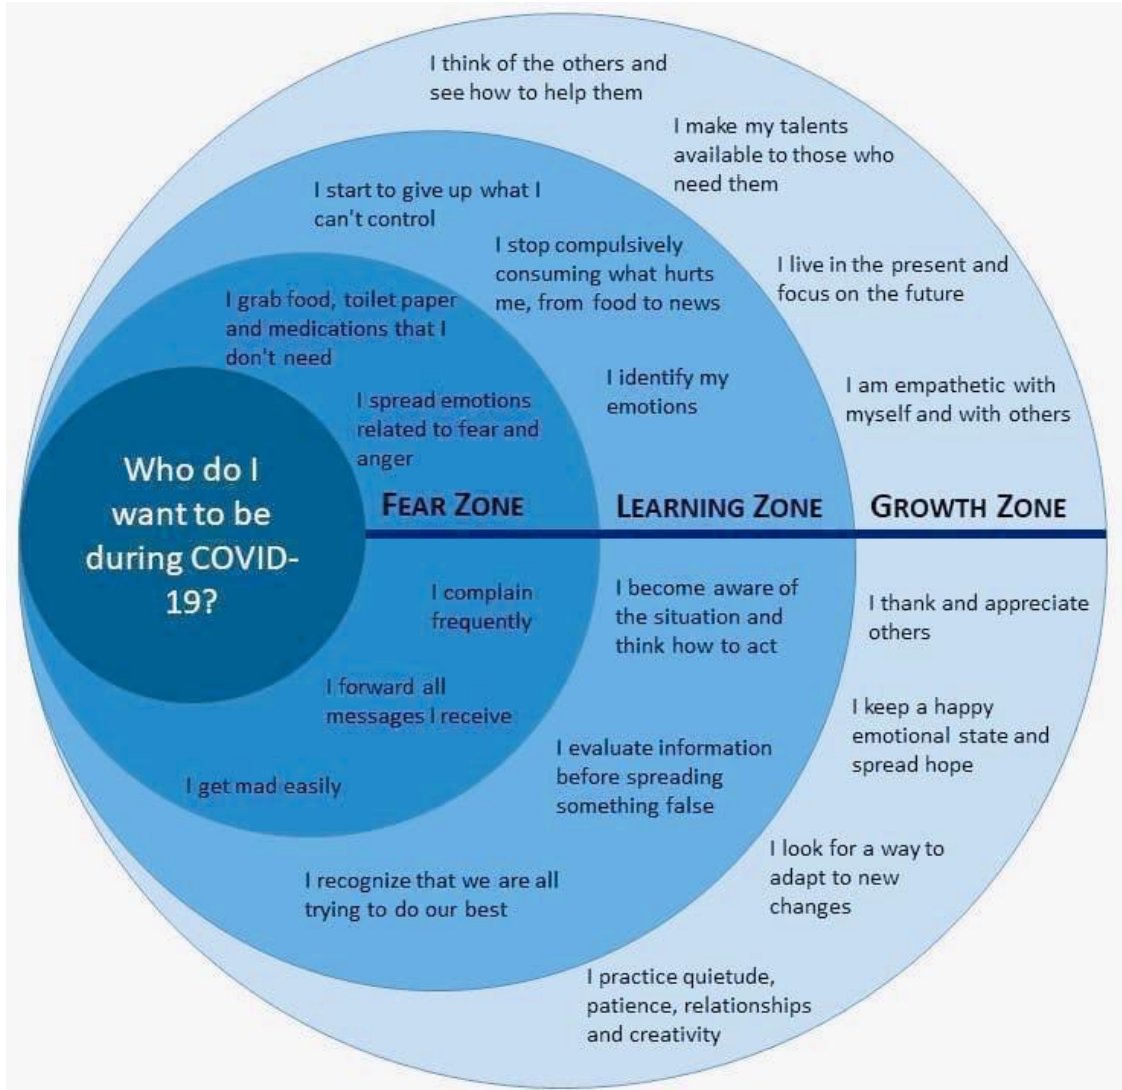 I think of the others and
see how to help them
I make my talents
available to those who
need them
I start to give up what I
can't control
I stop compulsively
consuming what hurts
me, from food to news
I live in the present and
focus on the future
I grab food, toilet paper
and medications that I
don't need
I identify my
emotions
I am empathetic with
myself and with others
I spread emotions
related to fear and
anger
Who do I
want to be
during COVID-
19?
FEAR ZONE
LEARNING ZONE
GROWTH ZONE
I complain
frequently
I become aware of
the situation and
think how to act
I thank and appreciate
others
I forward all
messages I receive
I keep a happy
emotional state and
spread hope
I evaluate information
before spreading
something false
I get mad easily
I look for a way to
adapt to new
changes
I recognize that we are all
trying to do our best
I practice quietude,
patience, relationships
and creativity